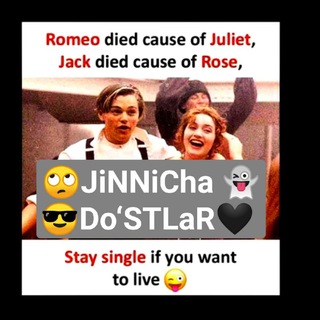 Romeo died cause of Juliet,
Jack died cause of Rose,
🙄JiNNiCha 👻
😎Do‘STLaR🖤
Stay single if you want
to live 😜